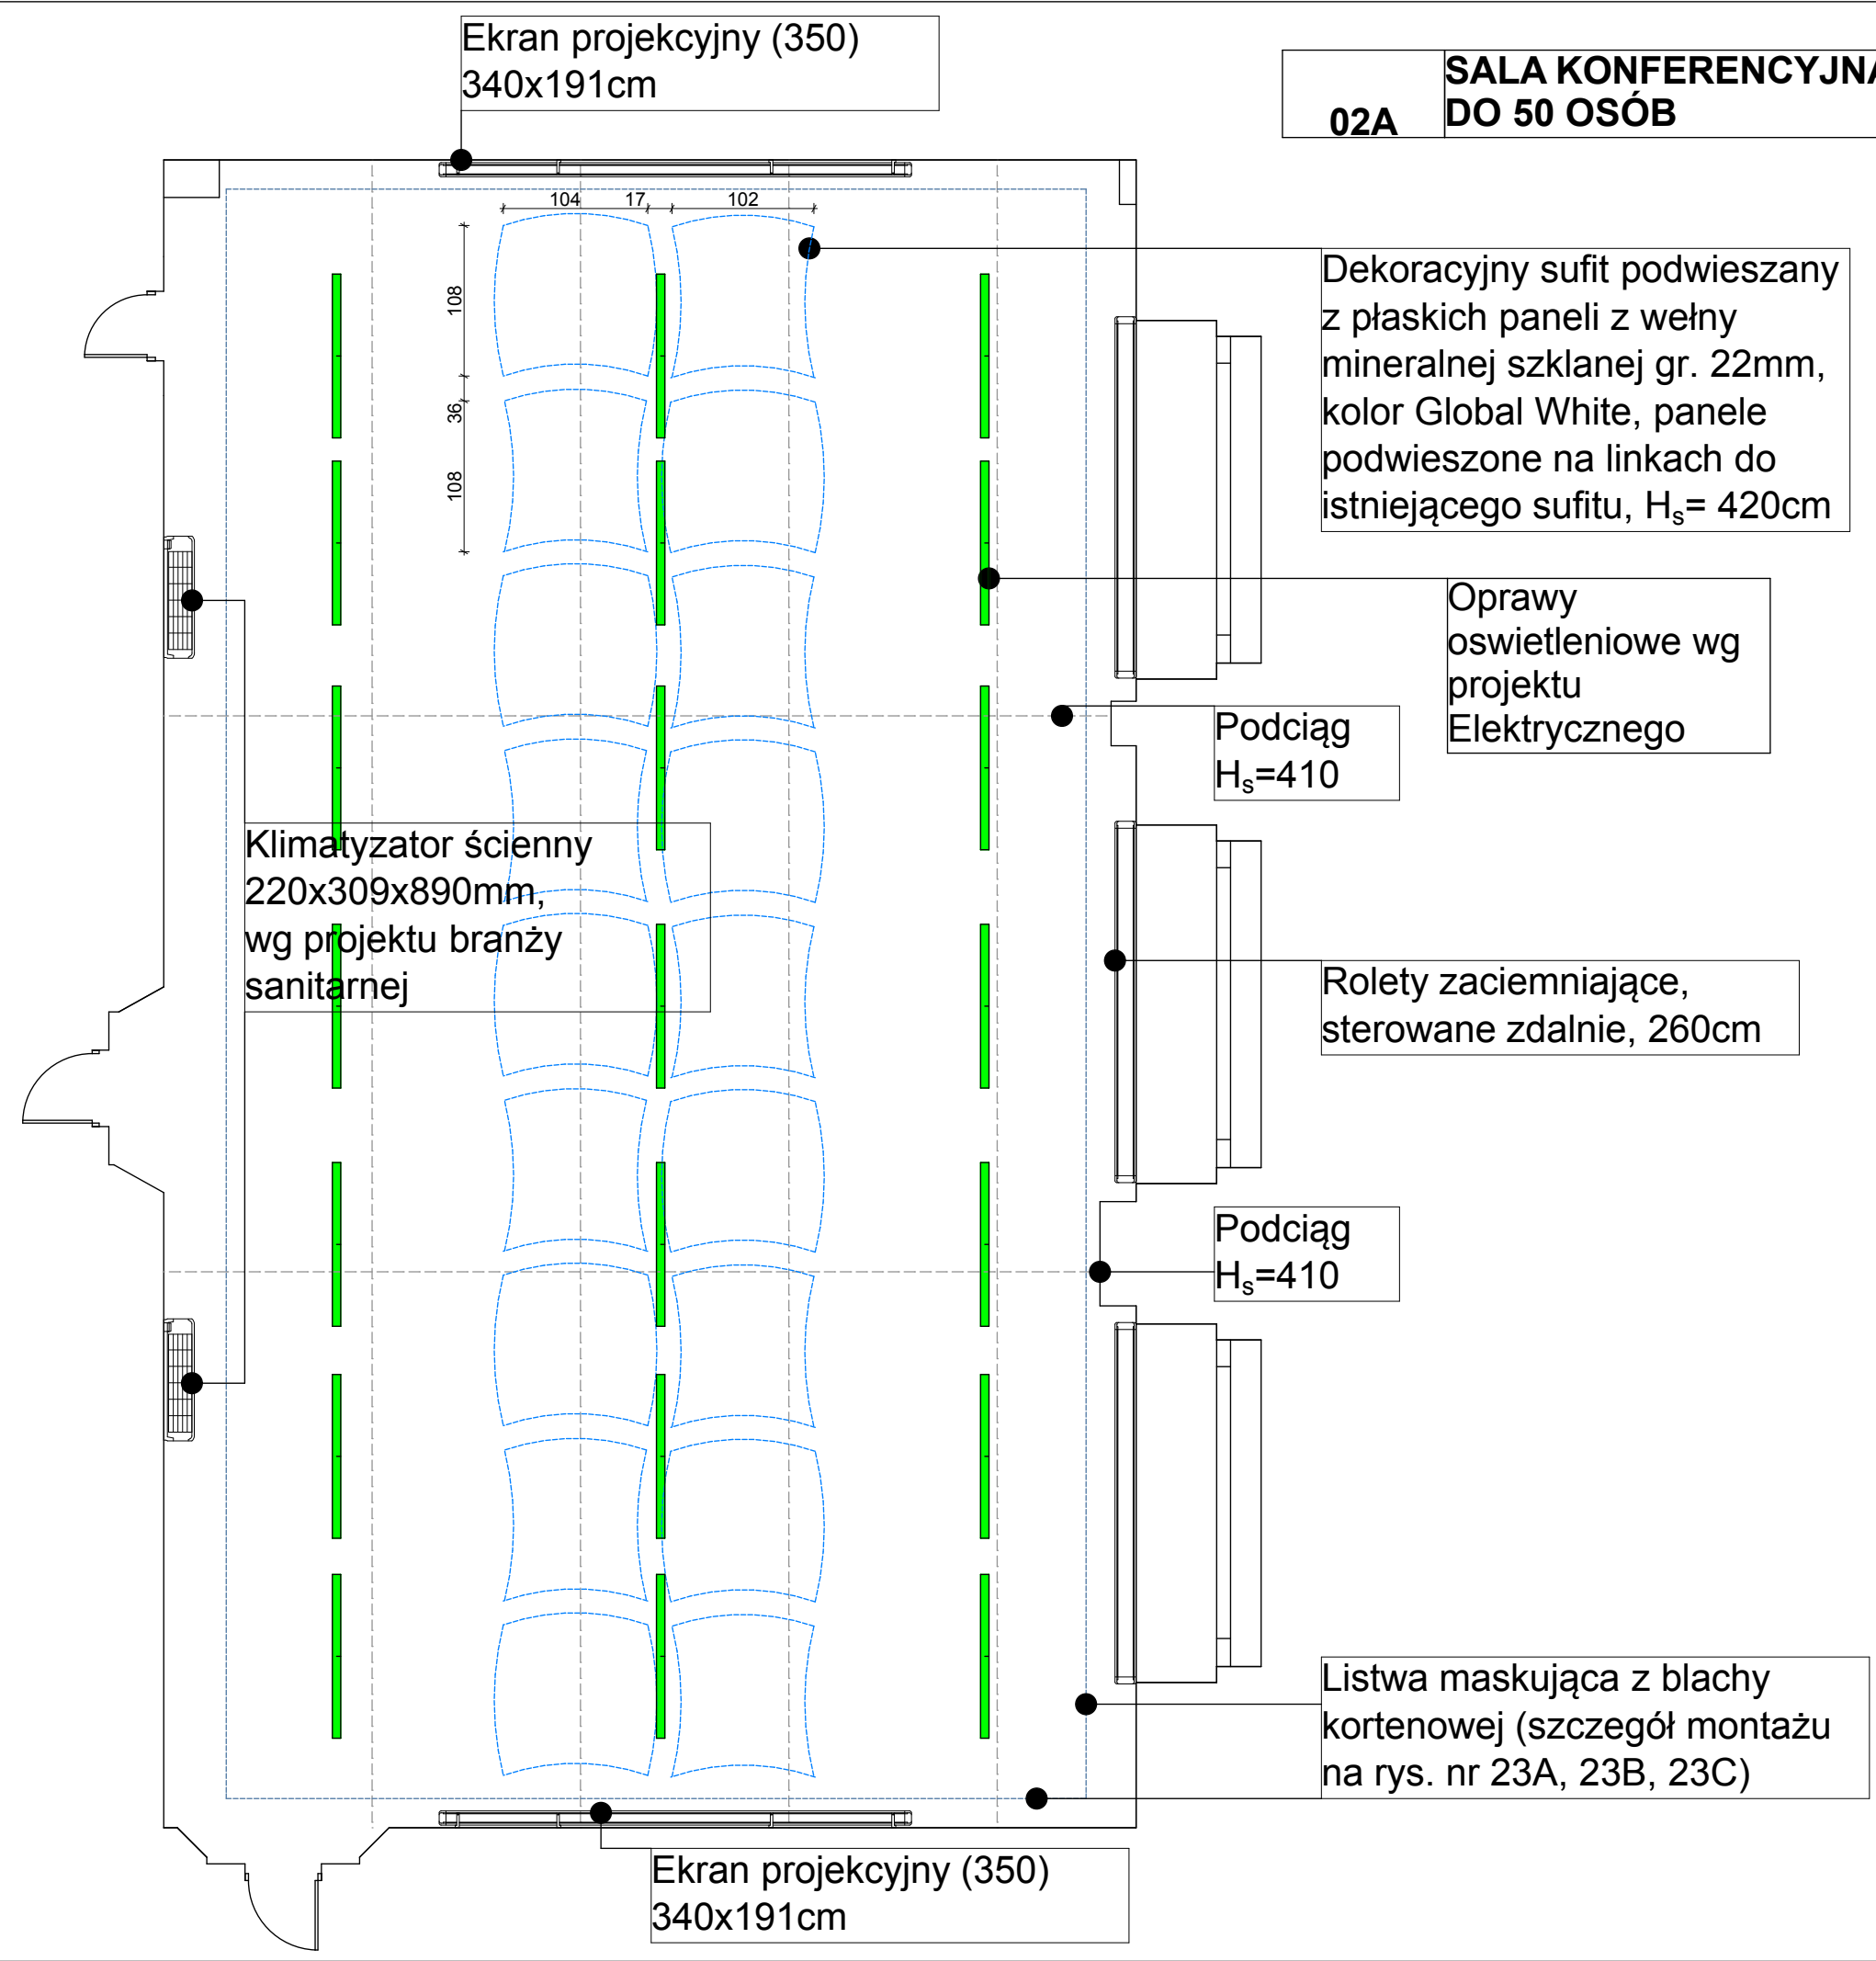 Ekran projekcyjny (350)
340x191cm
02A
SALA KONFERENCYJNA
DO 50 OSÓB
104
17
102
108
36
108
Dekoracyjny sufit podwieszany
z płaskich paneli z wełny
mineralnej szklanej gr. 22mm,
kolor Global White, panele
podwieszone na linkach do
istniejącego sufitu, Hs= 420cm
Oprawy
oswietleniowe wg
projektu
Elektrycznego
Podciąg
Hs=410
Klimatyzator ścienny
220x309x890mm,
wg projektu branży
sanitarnej
Rolety zaciemniające,
sterowane zdalnie, 260cm
Podciąg
Hs=410
Listwa maskująca z blachy
kortenowej (szczegół montażu
na rys. nr 23A, 23B, 23C)
Ekran projekcyjny (350)
340x191cm